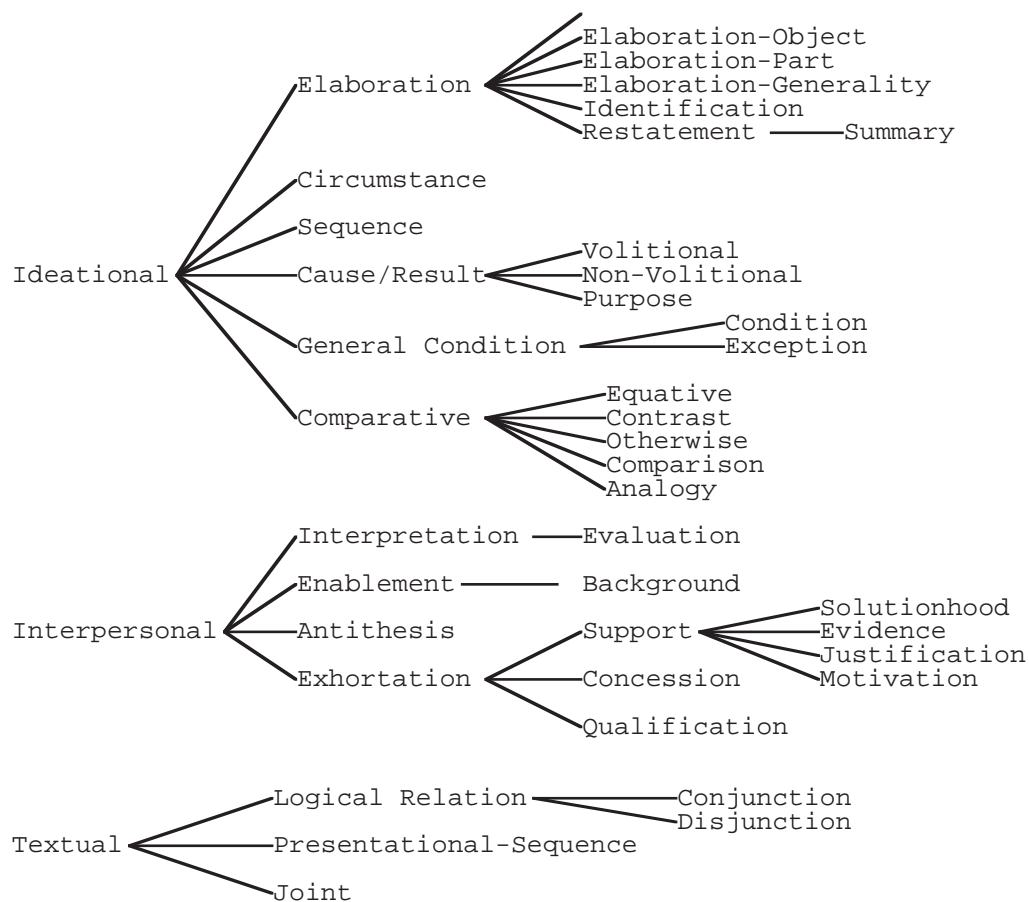 Elaboration-Object
Elaboration-Part
Elaboration Elaboration-Generality
Identification
Restatement Summary
Circumstance
Sequence
Volitional
Ideational Cause/Result Non-Volitional
Purpose
Condition
General Condition Exception
Equative
Comparative Contrast
Otherwise
Comparison
Analogy
Interpretation Evaluation
Enablement Background
Solutionhood
Interpersonal Antithesis Support Evidence
Justification
Exhortation Concession Motivation
Qualification
Logical Relation Conjunction
Disjunction
Textual Presentational-Sequence
Joint